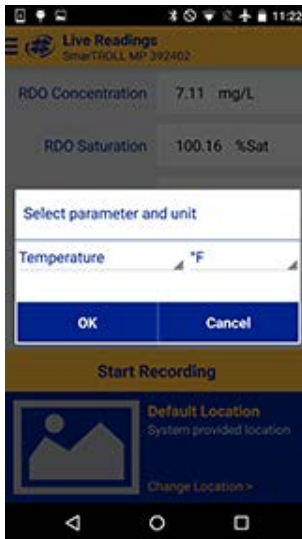 11:22
Live Readings
SmarTROLL MP 392402
RDO Concentration 7.11 mg/L
RDO Saturation 100.16 %Sat
Select parameter and unit
Temperature °F
OK Cancel
Start Recording
Default Location
System provided location
Change Location >